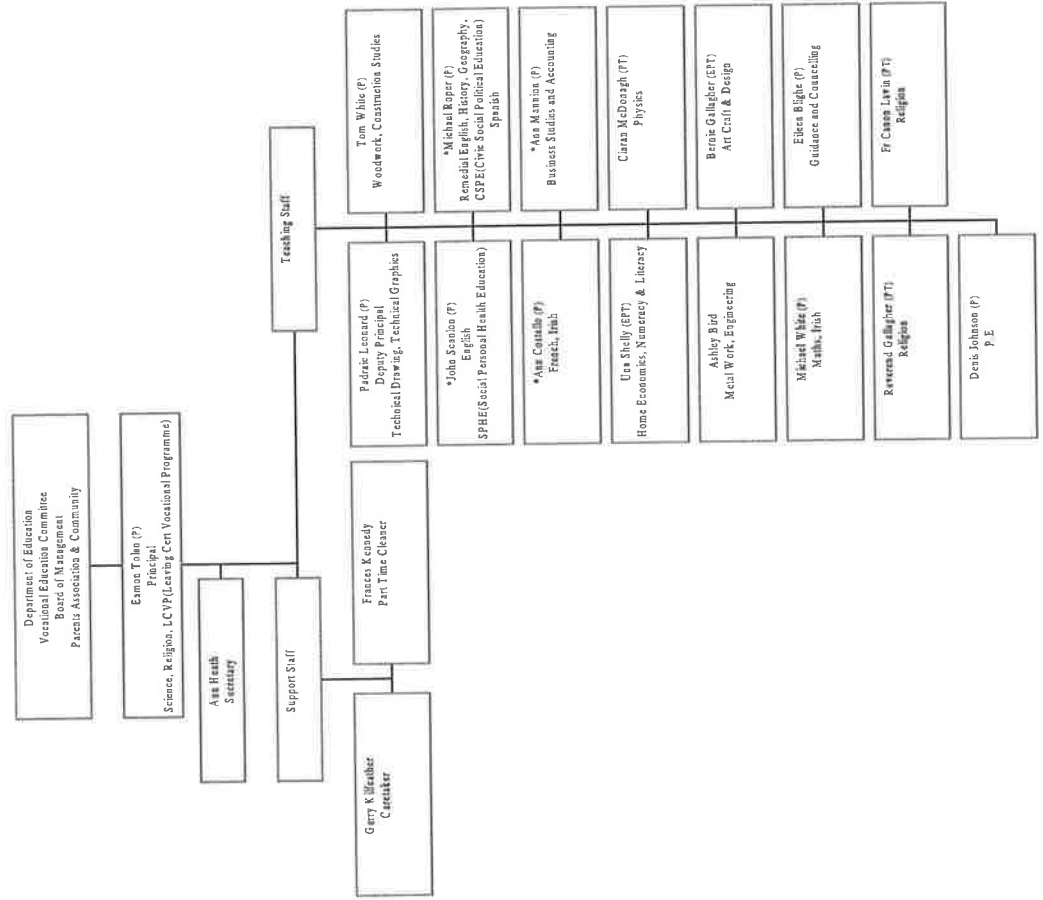 Department of Education
Vocational Education Committee
Board of Management
Parents Association & Community
Eamon Tolan (P)
Principal
Science, Religion, LCVP(Leaving Cert Vocational Programme)
Ann Heath
Secretary
Support Staff
Teaching Staff
Gerry Kilfeather
Caretaker
Frances Kennedy
Part Time Cleaner
Padraic Leonard (P)
Deputy Principal
Technical Drawing, Technical Graphics
Tom White (P)
Woodwork, Construction Studies
*John Scanlon (P)
English
SPHE(Social Personal Health Education)
*Michael Roper (P)
Remedial English, History, Geography,
CSPE(Civic Social Political Education)
Spanish
*Ann Costello (P)
French, Irish
*Ann Mannion (P)
Business Studies and Accounting
Una Shelly (EPT)
Home Economics, Numeracy & Literacy
Ciaran McDonagh (PT)
Physics
Ashley Bird
Metal Work, Engineering
Bernie Gallagher (EPT)
Art Craft & Design
Michael White (P)
Maths, Irish
Eileen Blighe (P)
Guidance and Councelling
Reverend Gallagher (PT)
Religion
Fr Canon Lavin (PT)
Religion
Denis Johnson (P)
P.E